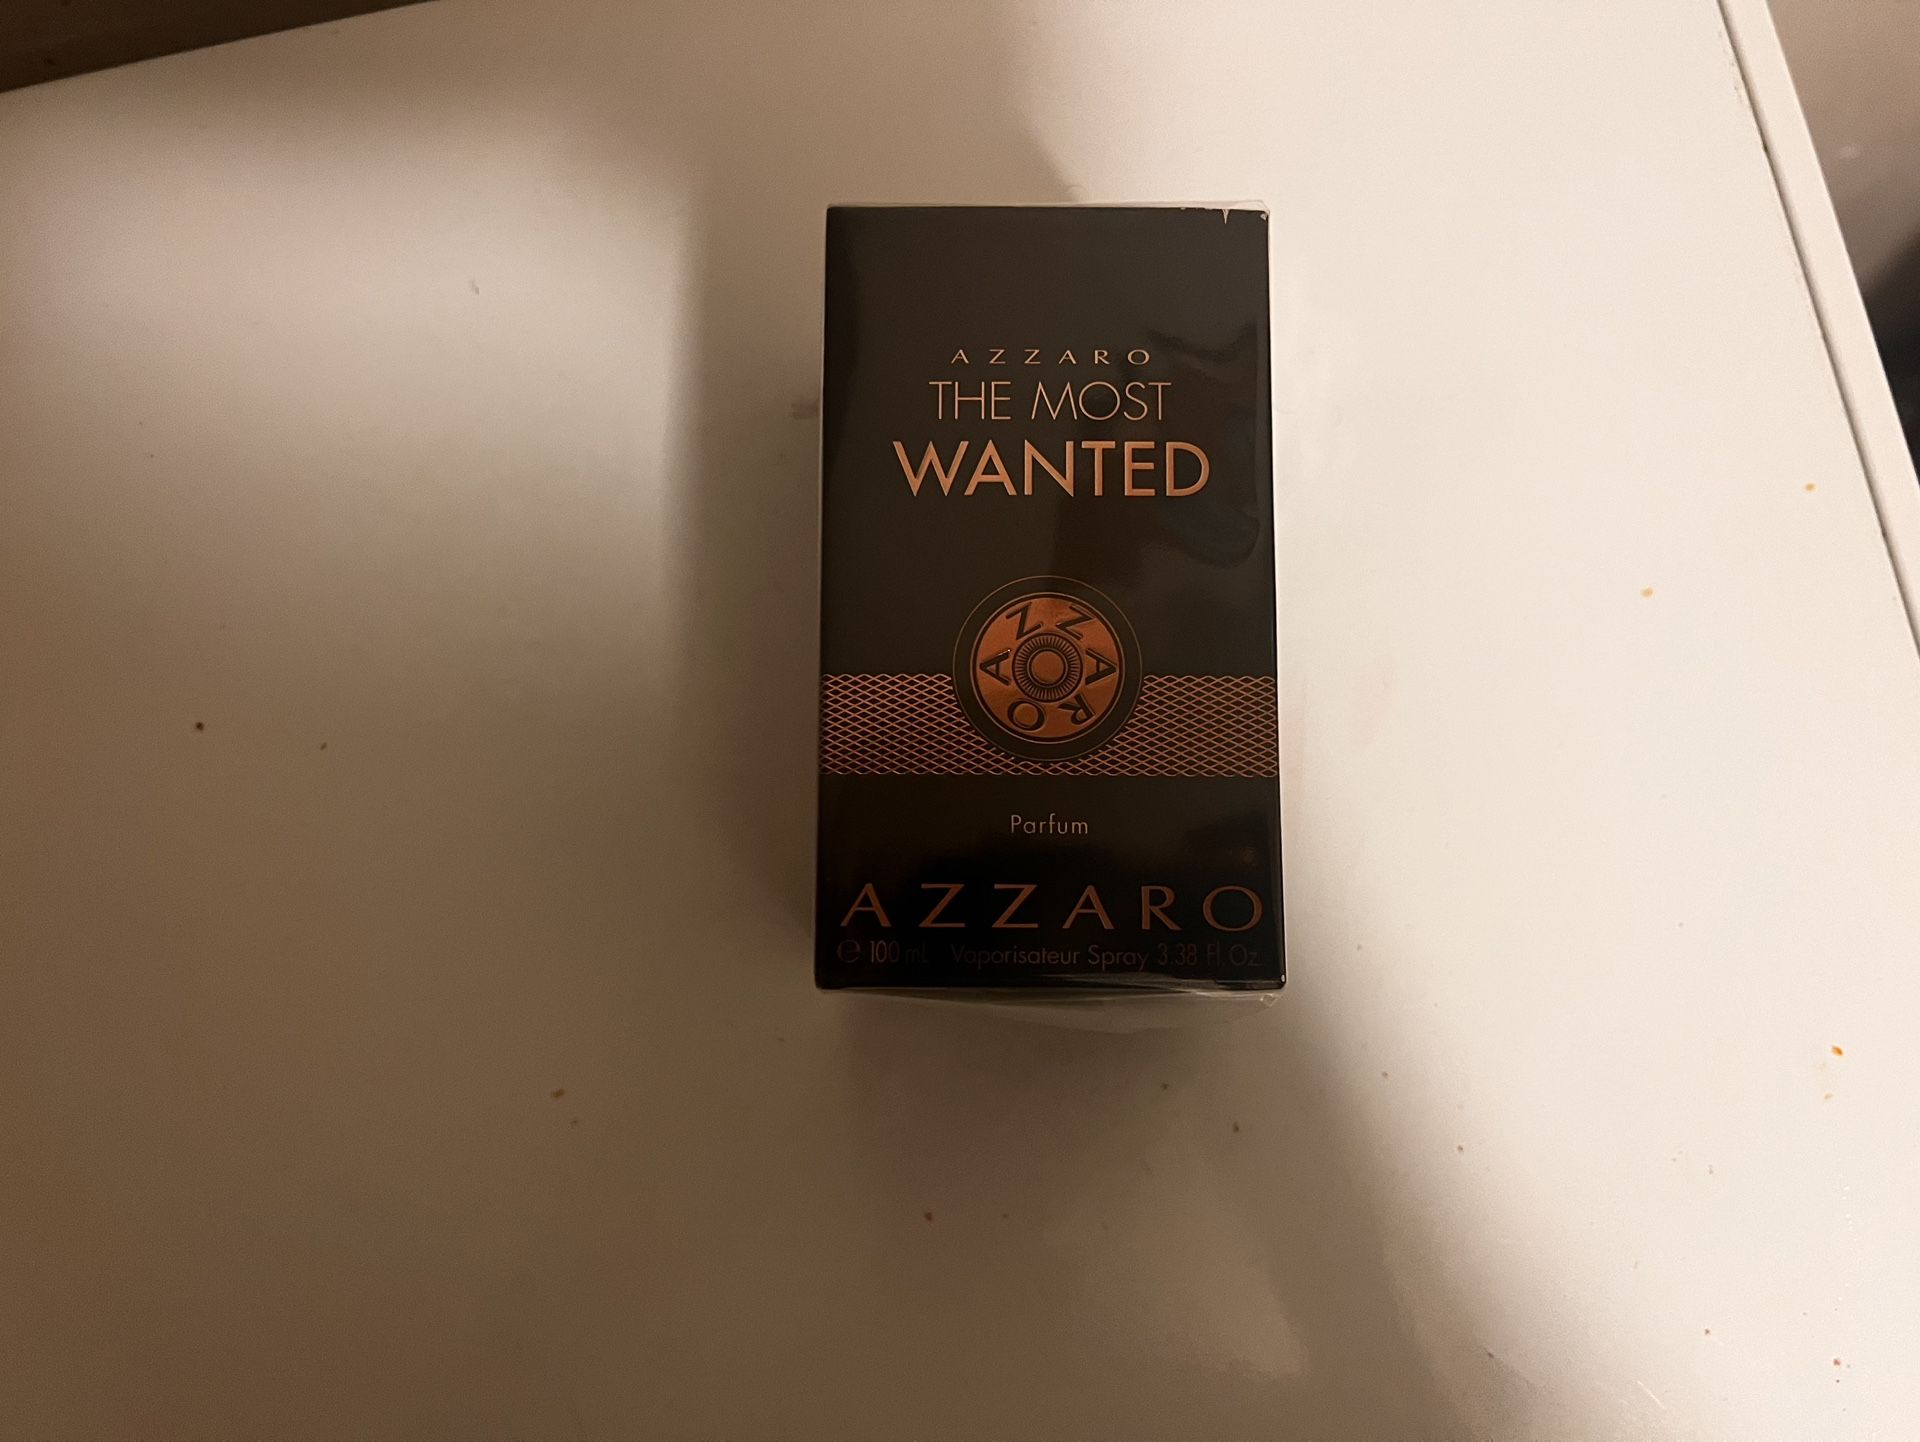 AZZARO
THE MOST
WANTED
AZZARO
Parfum
AZZARO
℮ 100 mL Vaporisateur Spray 3.38 Fl. Oz.